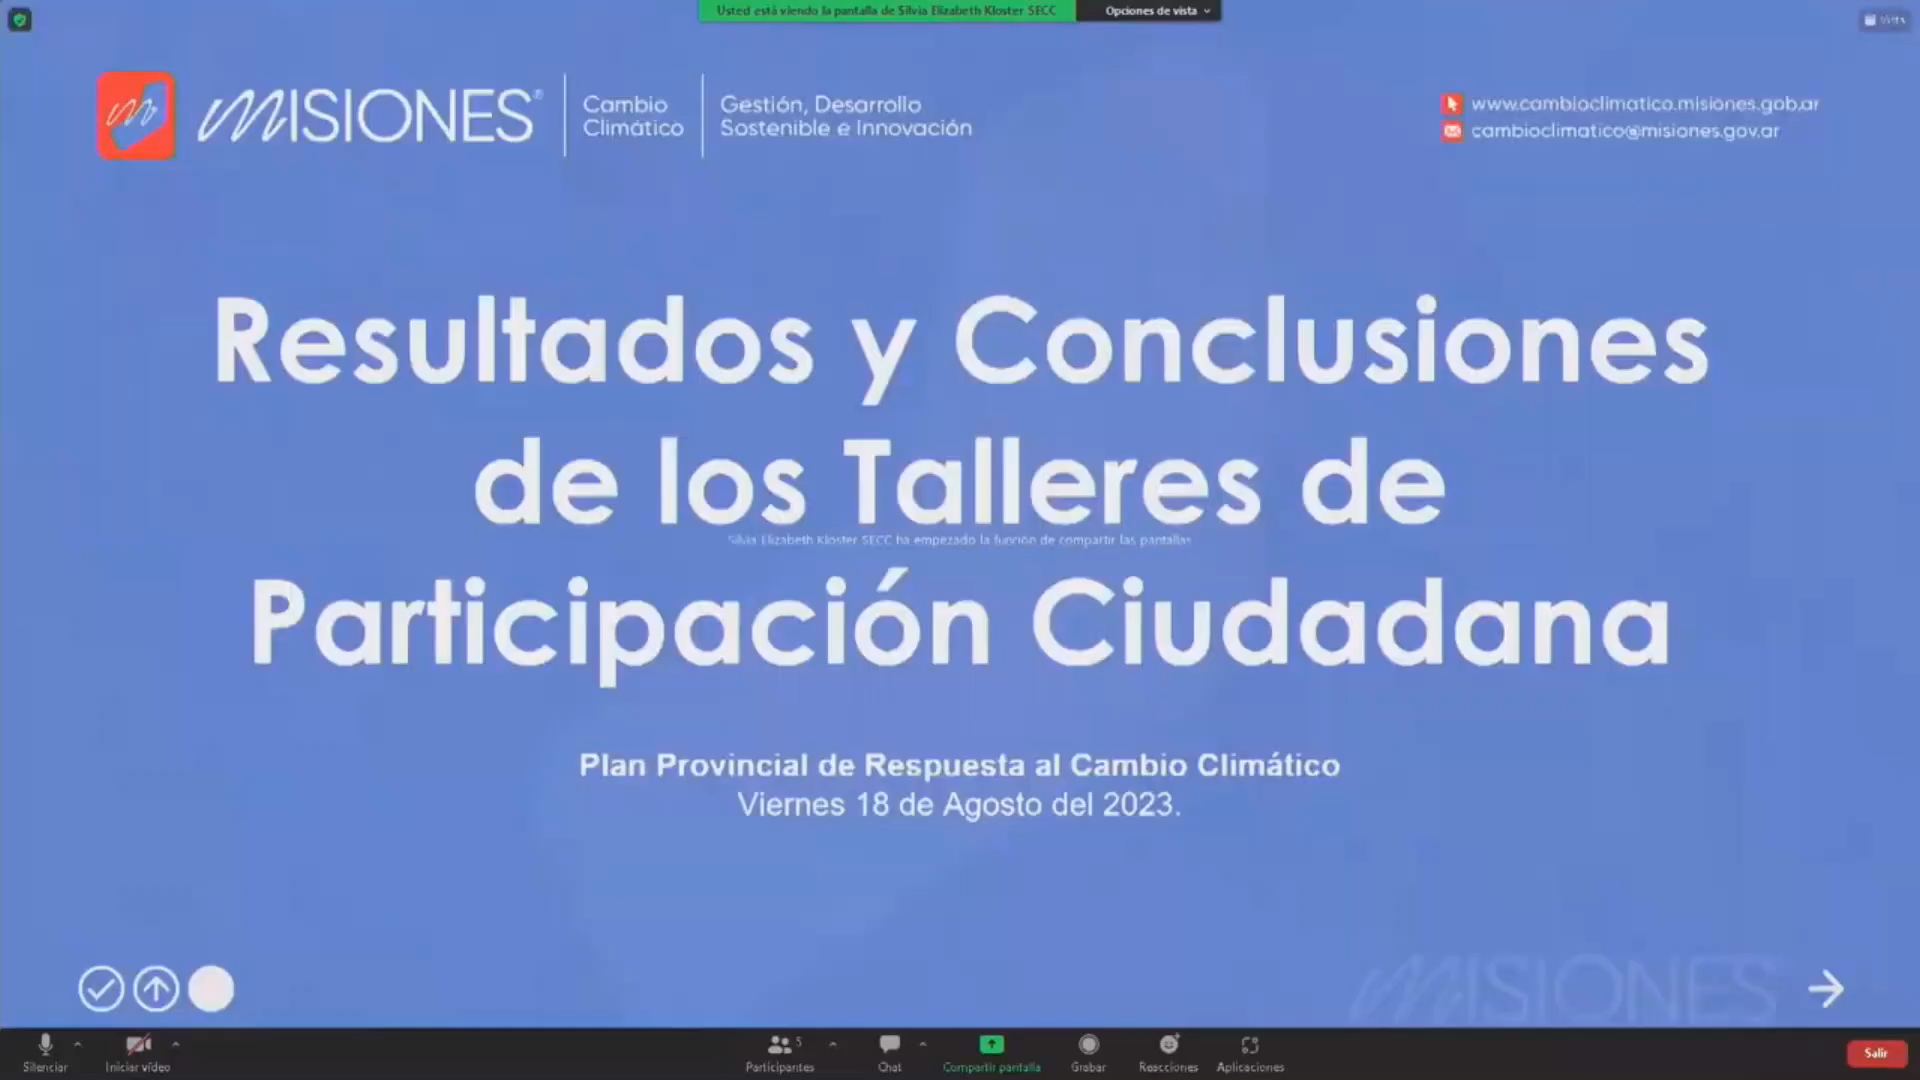 Usted está viendo la pantalla de Silvia Elizabeth Kloster SECC
Opciones de vista
Vista
MISIONES®
Cambio
Climático
Gestión, Desarrollo
Sostenible e Innovación
www.cambioclimatico.misiones.gob.ar
cambioclimatico@misiones.gov.ar
Resultados y Conclusiones
de los Talleres de
Silvia Elizabeth Kloster SECC ha empezado la función de compartir las pantallas
Participación Ciudadana
Plan Provincial de Respuesta al Cambio Climático
Viernes 18 de Agosto del 2023.
MISIONES
Silenciar
Iniciar vídeo
5
Participantes
Chat
Compartir pantalla
Grabar
Reacciones
Aplicaciones
Salir